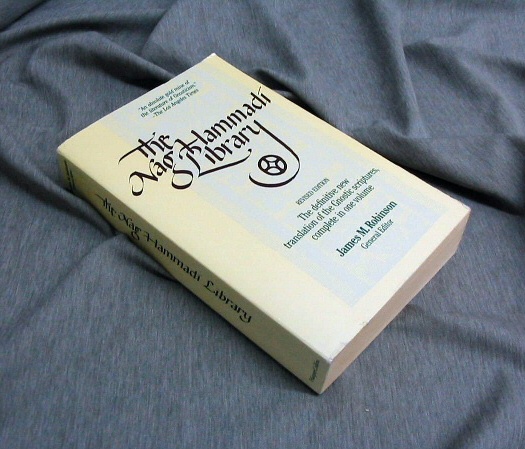 "An absolute gold mine of
the literature of Gnosticism."
–The Los Angeles Times
The
Nag Hammadi
Library
REVISED EDITION
The definitive new
translation of the Gnostic scriptures,
complete in one volume
James M. Robinson
General Editor
The Nag Hammadi Library